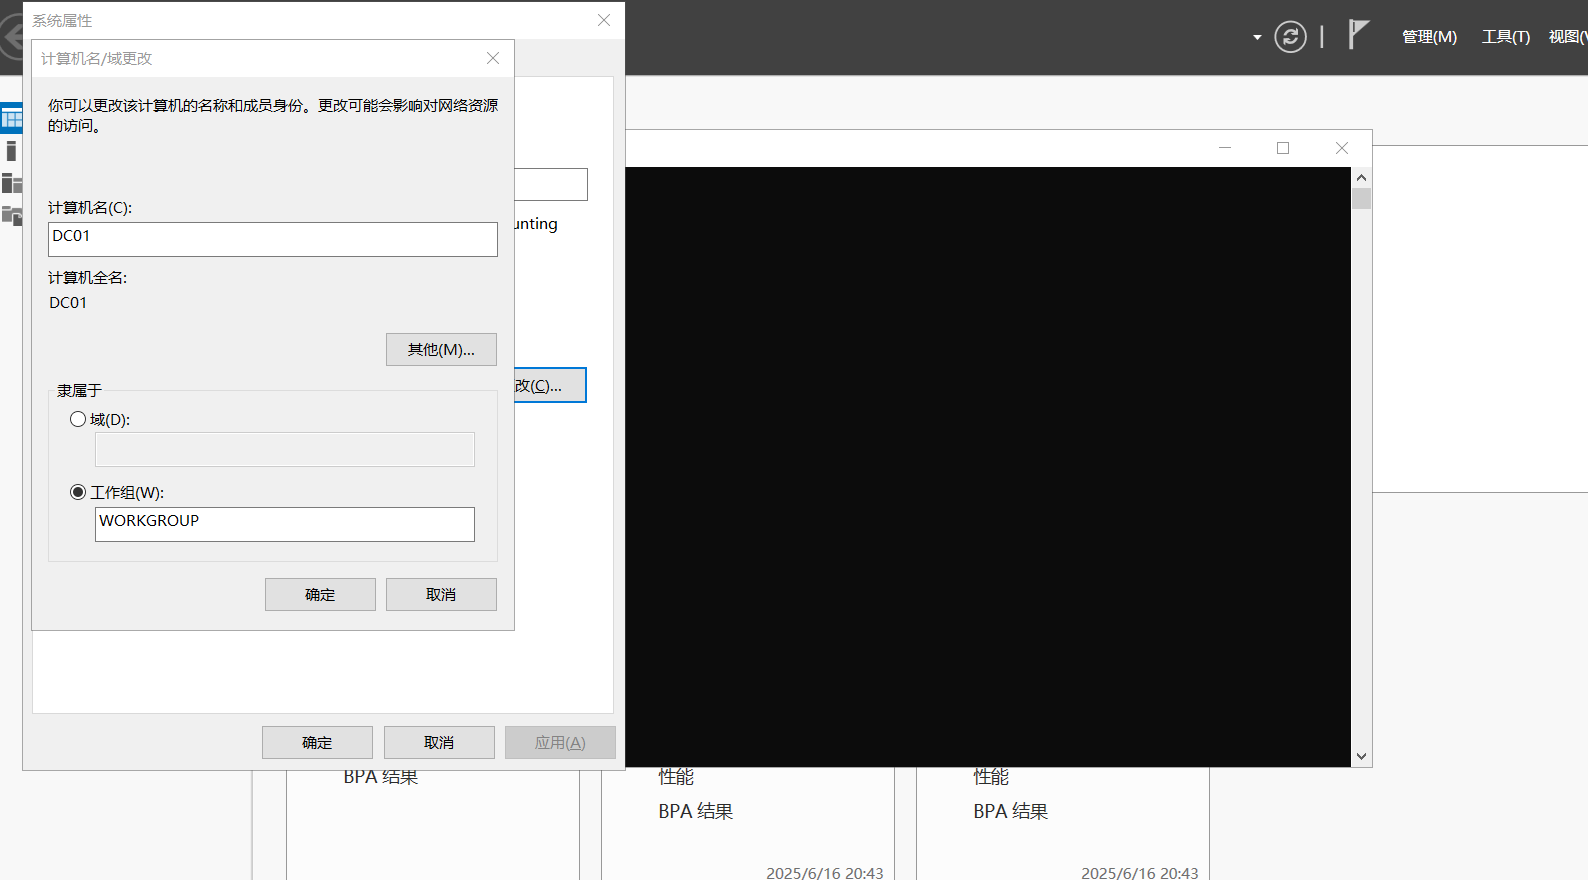 系统属性
管理(M) 工具(T) 视图(V
计算机名/域更改
你可以更改该计算机的名称和成员身份。更改可能会影响对网络资源
的访问。
计算机名(C):
DC01
unting
计算机全名:
DC01
其他(M)...
改(C)...
隶属于
域(D):
工作组(W):
WORKGROUP
确定 取消
确定 取消 应用(A)
BPA 结果
性能
BPA 结果
2025/6/16 20:43
性能
BPA 结果
2025/6/16 20:43